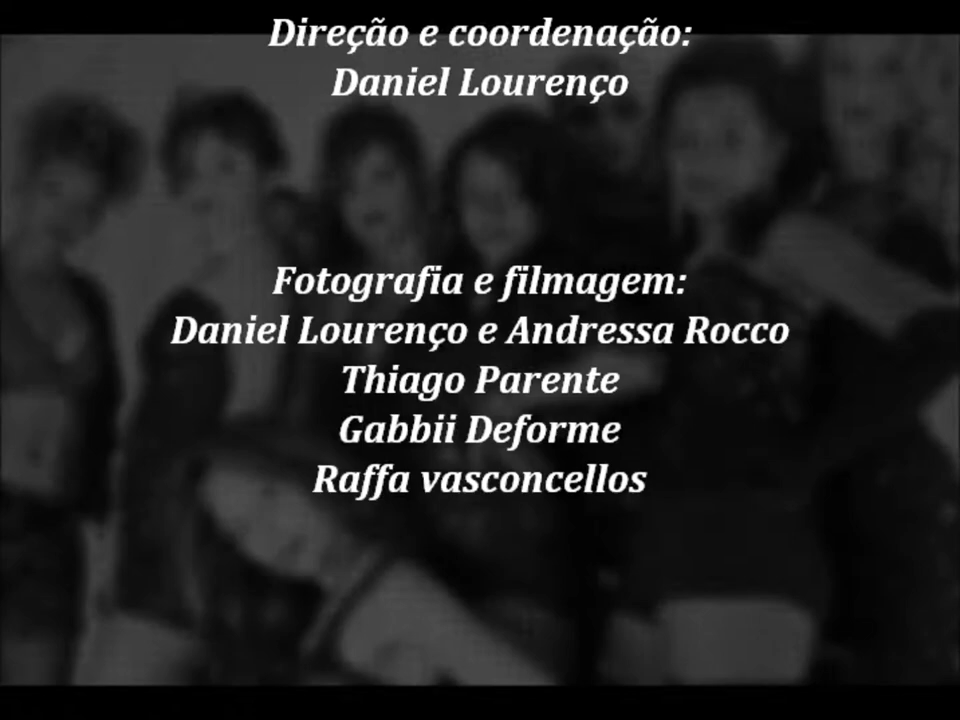 Direção e coordenação:
Daniel Lourenço
Fotografia e filmagem:
Daniel Lourenço e Andressa Rocco
Thiago Parente
Gabbii Deforme
Raffa vasconcellos